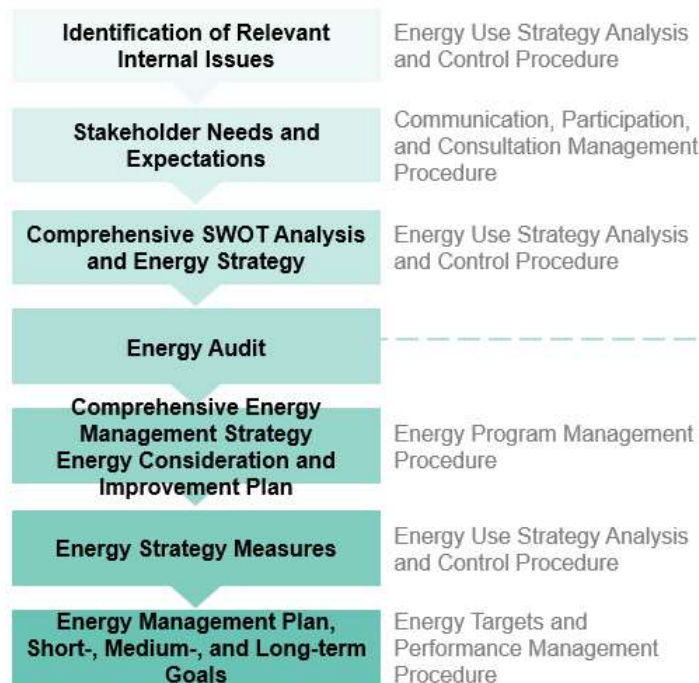 Identification of Relevant
Internal Issues
Energy Use Strategy Analysis
and Control Procedure
Stakeholder Needs and
Expectations
Communication, Participation,
and Consultation Management
Procedure
Comprehensive SWOT Analysis
and Energy Strategy
Energy Use Strategy Analysis
and Control Procedure
Energy Audit
Comprehensive Energy
Management Strategy
Energy Consideration and
Improvement Plan
Energy Program Management
Procedure
Energy Strategy Measures
Energy Use Strategy Analysis
and Control Procedure
Energy Management Plan,
Short-, Medium-, and Long-term
Goals
Energy Targets and
Performance Management
Procedure